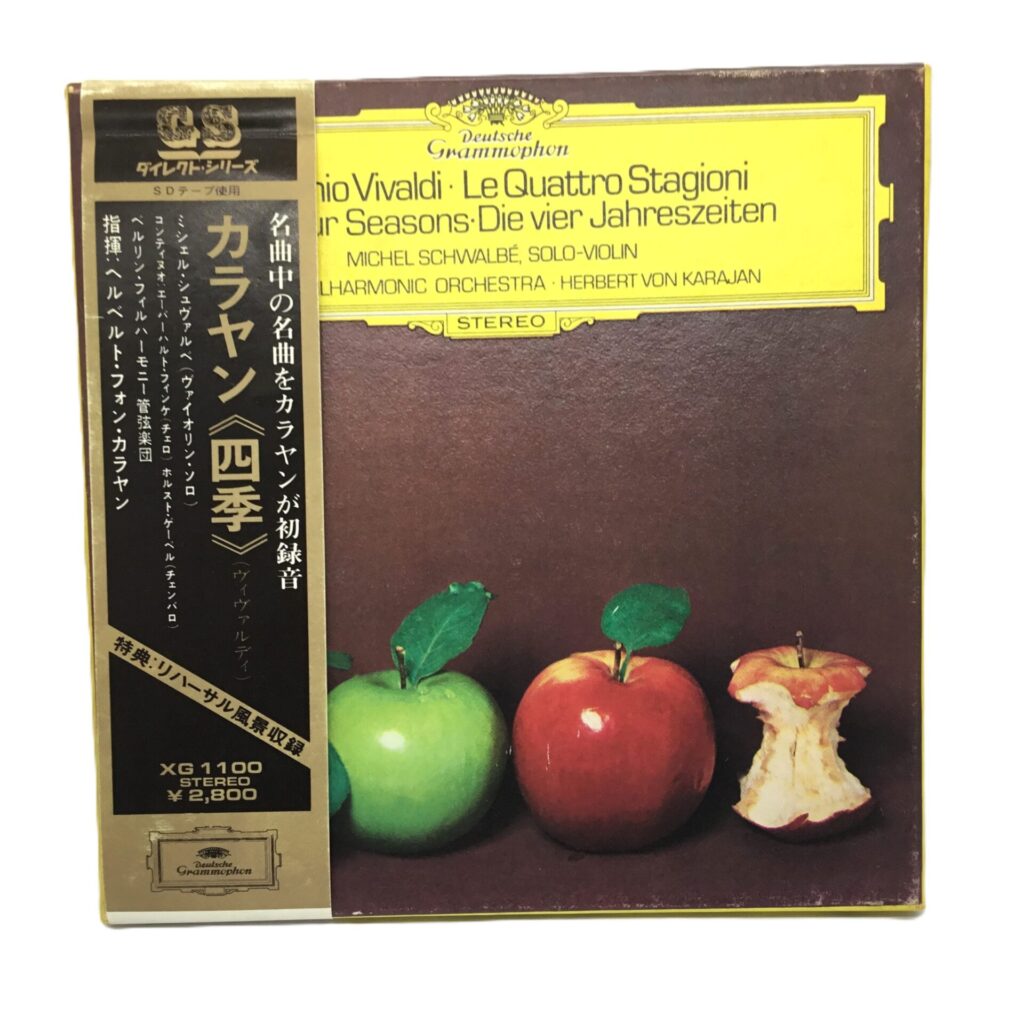 GS
ダイレクト・シリーズ
SDテープ使用
名曲中の名曲をカラヤンが初録音
カラヤン《四季》(ヴィヴァルディ)
ミシェル・シュヴァルベ(ヴァイオリン・ソロ)
コンティヌオ:エーバーハルト・フィンケ(チェロ) ホルスト・ゲーベル(チェンバロ)
ベルリン・フィルハーモニー管弦楽団
指揮:ヘルベルト・フォン・カラヤン
特典:リハーサル風景収録
XG 1100
STEREO
¥2,800
Deutsche
Grammophon
Deutsche
Grammophon
nio Vivaldi · Le Quattro Stagioni
ur Seasons · Die vier Jahreszeiten
MICHEL SCHWALBÉ, SOLO-VIOLIN
LHARMONIC ORCHESTRA · HERBERT VON KARAJAN
STEREO